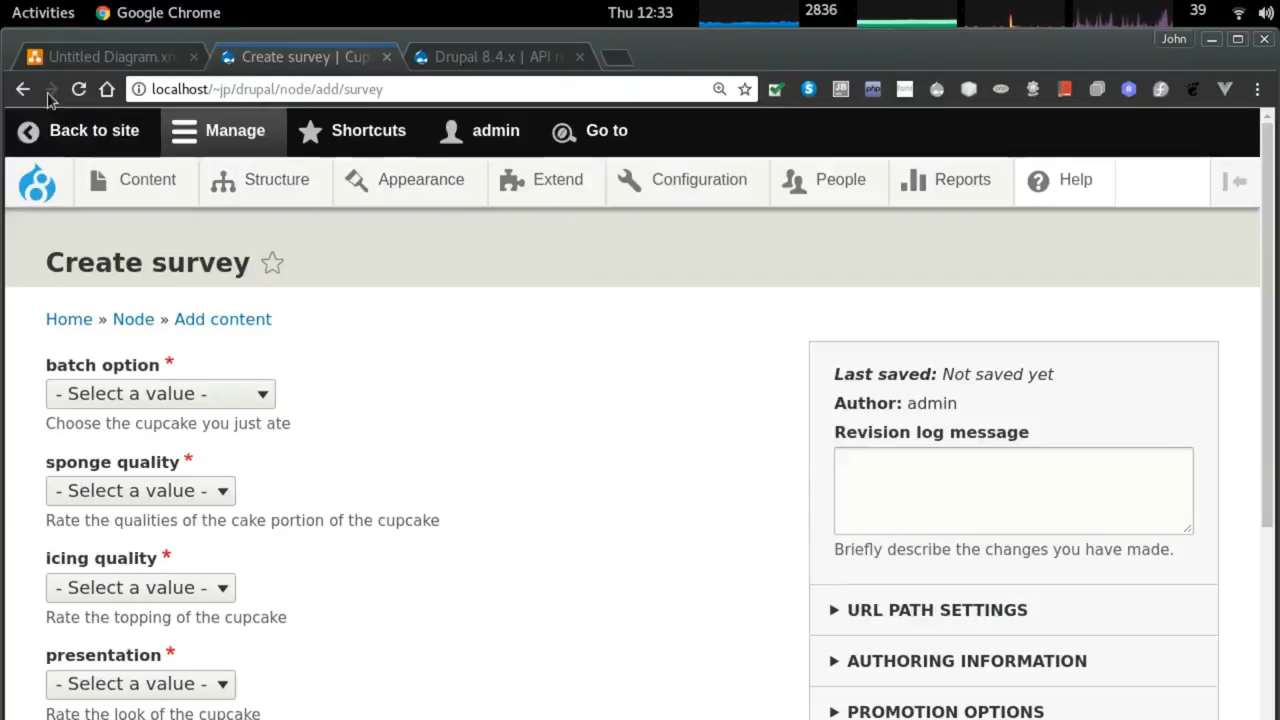 Activities Google Chrome Thu 12:33 2836 39
John
Untitled Diagram.xm Create survey | Cup Drupal 8.4.x | API r
localhost/~jp/drupal/node/add/survey
Back to site Manage Shortcuts admin Go to
Content Structure Appearance Extend Configuration People Reports Help
Create survey
Home » Node » Add content
batch option *
- Select a value -
Choose the cupcake you just ate
sponge quality *
- Select a value -
Rate the qualities of the cake portion of the cupcake
icing quality *
- Select a value -
Rate the topping of the cupcake
presentation *
- Select a value -
Rate the look of the cupcake
Last saved: Not saved yet
Author: admin
Revision log message
Briefly describe the changes you have made.
URL PATH SETTINGS
AUTHORING INFORMATION
PROMOTION OPTIONS